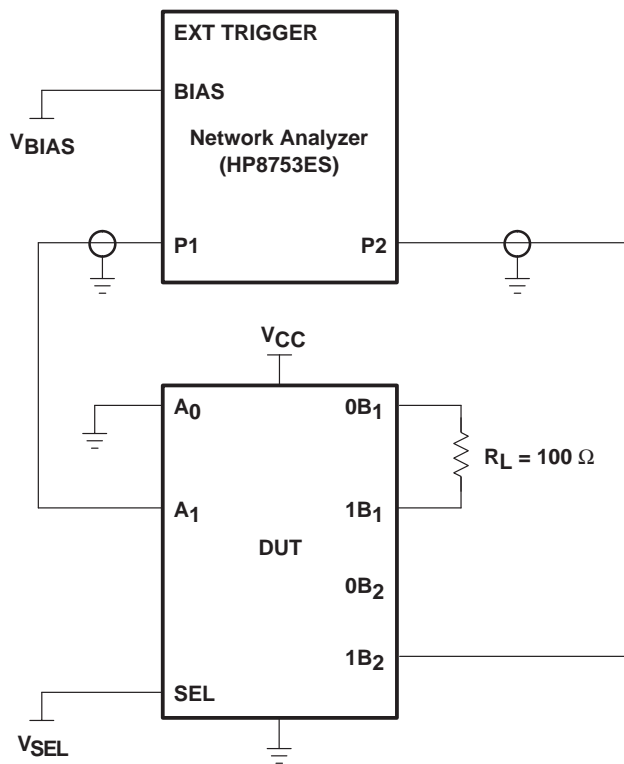 EXT TRIGGER
BIAS
VBIAS
Network Analyzer
(HP8753ES)
P1
P2
VCC
A0
0B1
RL = 100 Ω
A1
1B1
DUT
0B2
1B2
SEL
VSEL